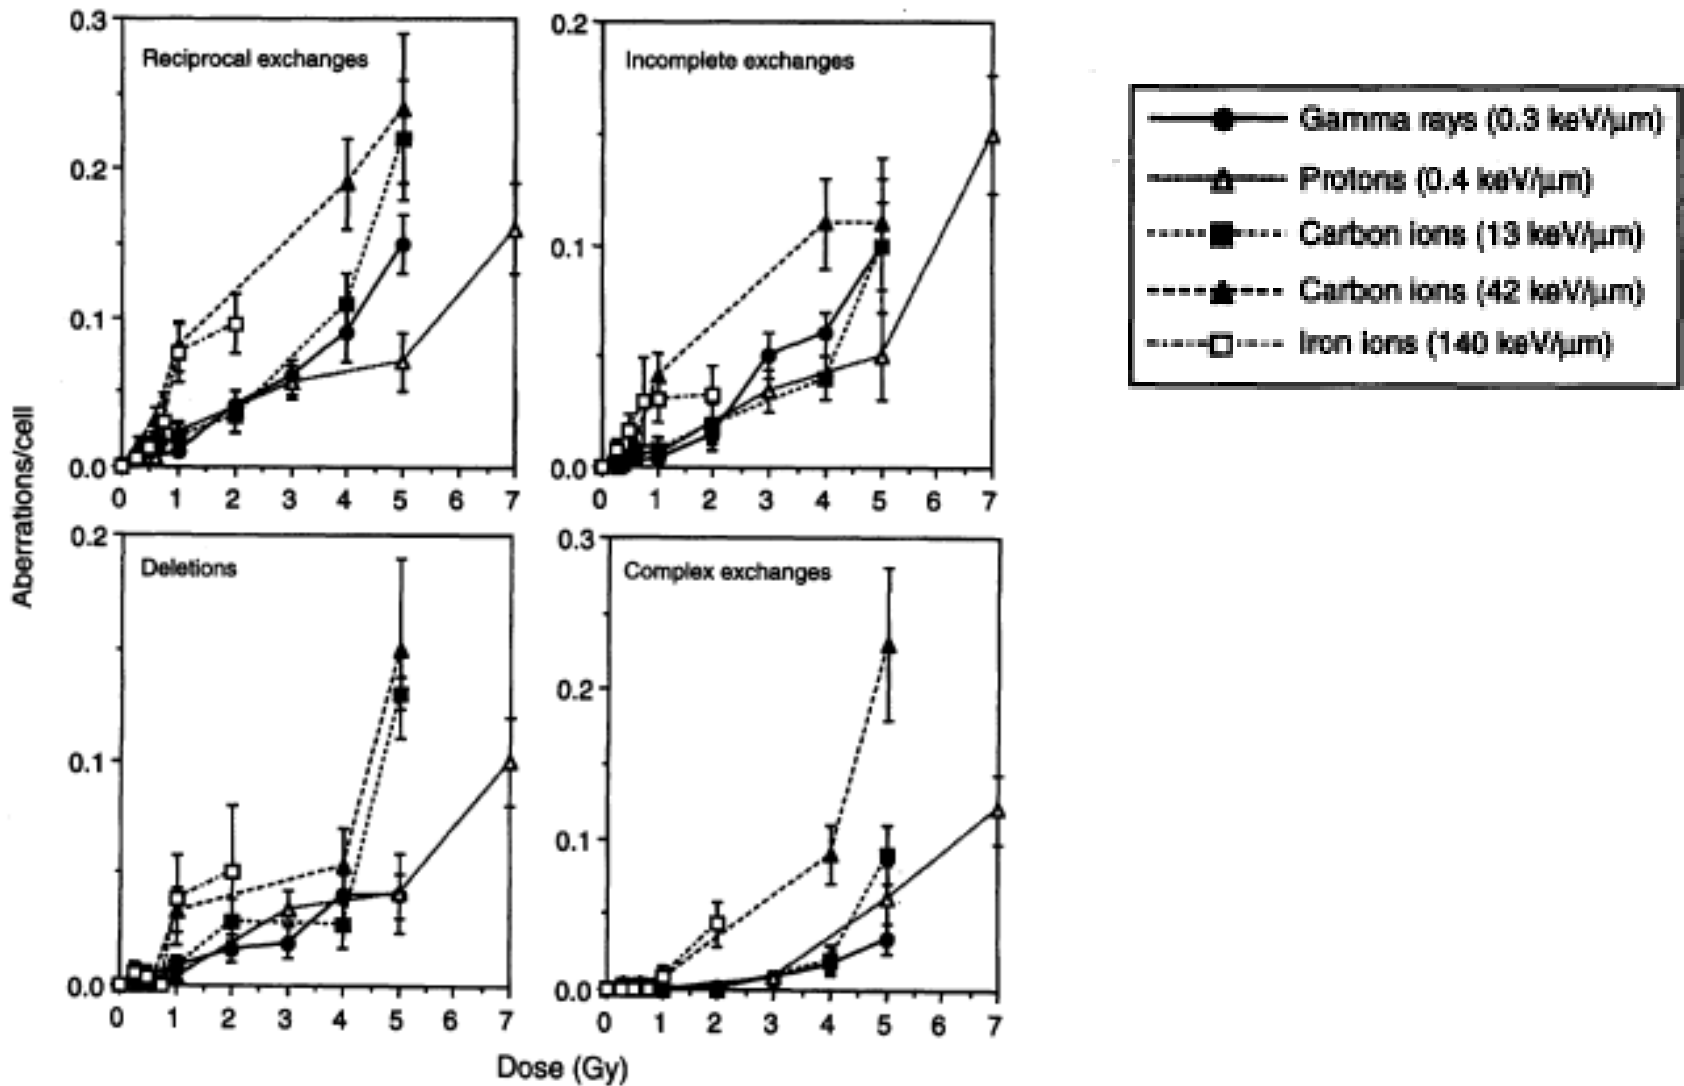 Reciprocal exchanges
0.3
0.2
0.1
0.0
0 1 2 3 4 5 6 7
Incomplete exchanges
0.2
0.1
0.0
0 1 2 3 4 5 6 7
Gamma rays (0.3 keV/μm)
Protons (0.4 keV/μm)
Carbon ions (13 keV/μm)
Carbon ions (42 keV/μm)
Iron ions (140 keV/μm)
Aberrations/cell
Deletions
0.2
0.1
0.0
0 1 2 3 4 5 6 7
Complex exchanges
0.3
0.2
0.1
0.0
0 1 2 3 4 5 6 7
Dose (Gy)